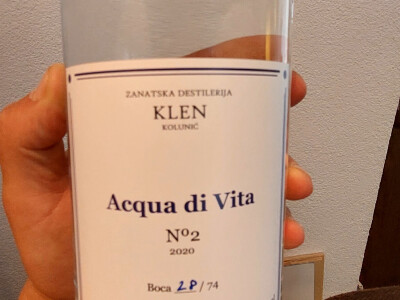 ZANATSKA DESTILERIJA
KLEN
KOLUNIĆ
Acqua di Vita
Nº2
2020
Boca 28 / 74